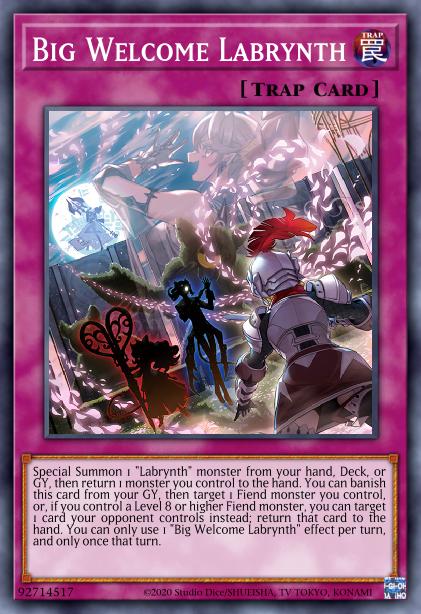 BIG WELCOME LABRYNTH
TRAP
罠
[TRAP CARD]
Special Summon 1 "Labrynth" monster from your hand, Deck, or
GY, then return 1 monster you control to the hand. You can banish
this card from your GY, then target 1 Fiend monster you control,
or, if you control a Level 8 or higher Fiend monster, you can target
1 card your opponent controls instead; return that card to the
hand. You can only use 1 "Big Welcome Labrynth" effect per turn,
and only once that turn.
92714517
©2020 Studio Dice/SHUEISHA, TV TOKYO, KONAMI